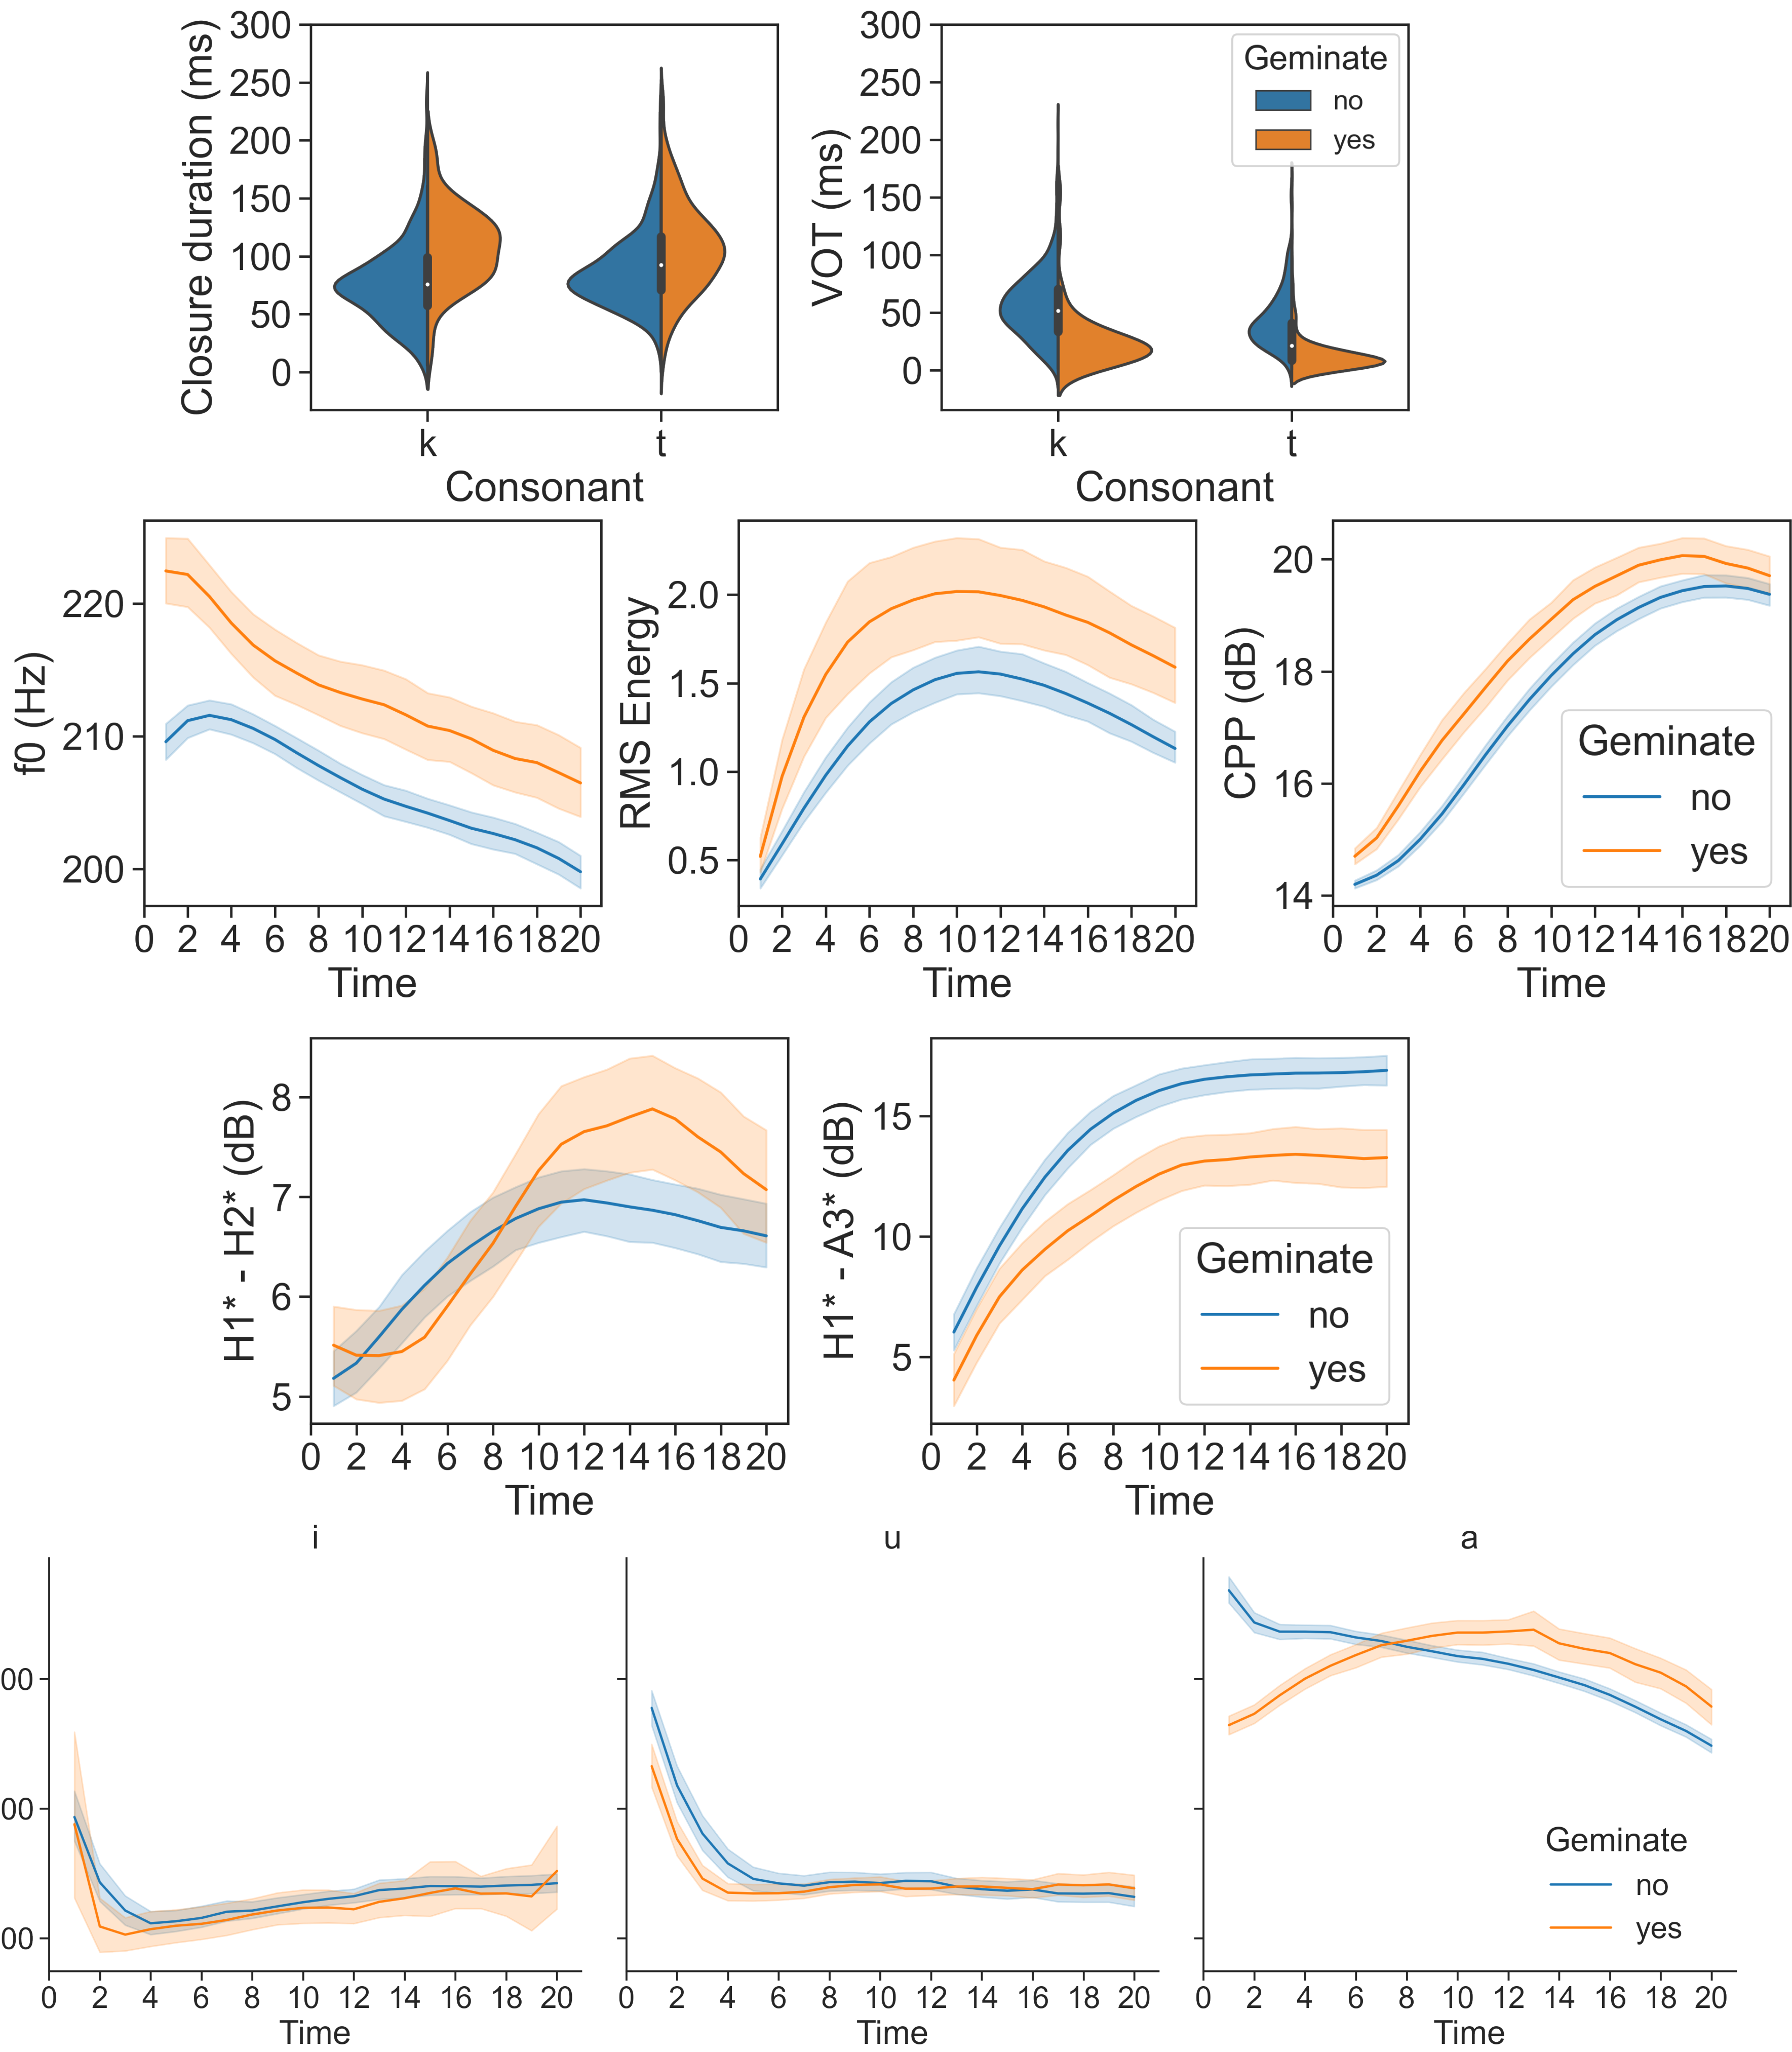 Closure duration (ms)
300
250
200
150
100
50
0
k
t
Consonant
VOT (ms)
300
250
200
150
100
50
0
k
t
Consonant
Geminate
no
yes
f0 (Hz)
220
210
200
0 2 4 6 8 10 12 14 16 18 20
Time
RMS Energy
2.0
1.5
1.0
0.5
0 2 4 6 8 10 12 14 16 18 20
Time
CPP (dB)
20
18
16
14
0 2 4 6 8 10 12 14 16 18 20
Time
Geminate
no
yes
H1* - H2* (dB)
8
7
6
5
0 2 4 6 8 10 12 14 16 18 20
Time
H1* - A3* (dB)
15
10
5
0 2 4 6 8 10 12 14 16 18 20
Time
Geminate
no
yes
i
00
00
00
0 2 4 6 8 10 12 14 16 18 20
Time
u
0 2 4 6 8 10 12 14 16 18 20
Time
a
0 2 4 6 8 10 12 14 16 18 20
Time
Geminate
no
yes